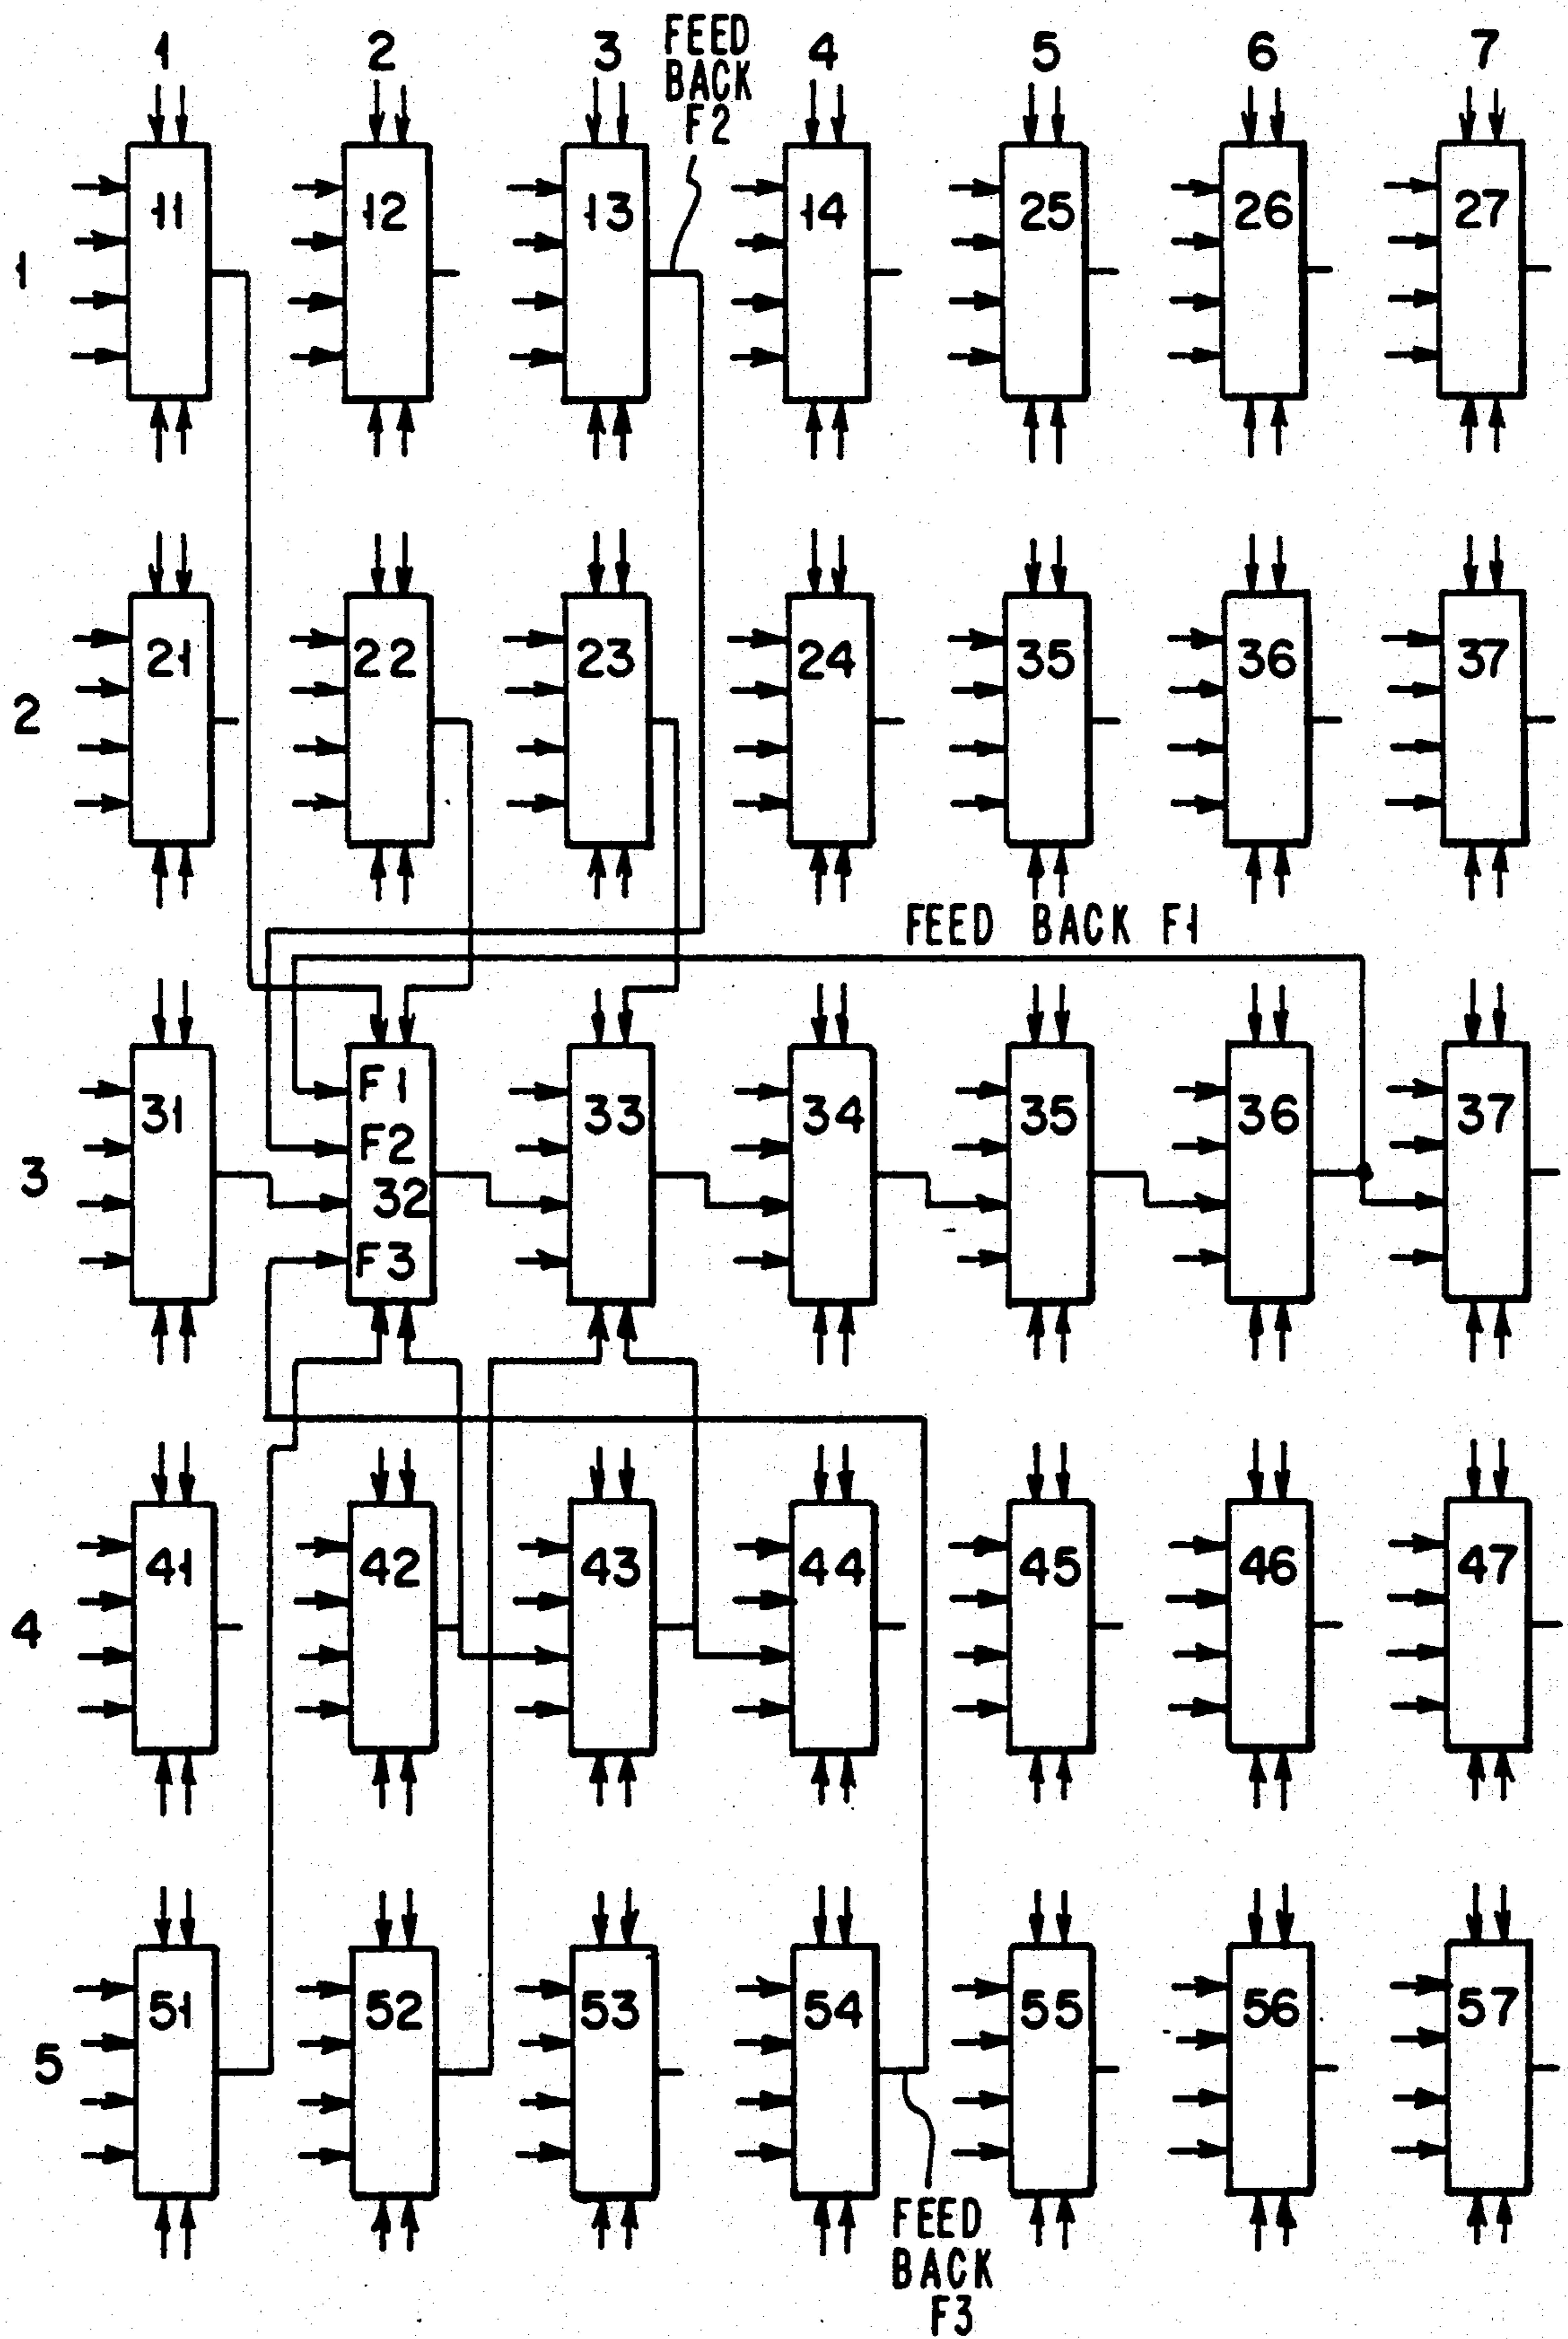 1 2 3 4 5 6 7
FEED
BACK
F2
1
11 12 13 14 25 26 27
2
21 22 23 24 35 36 37
FEED BACK F1
3
31 33 34 35 36 37
F1
F2
32
F3
4
41 42 43 44 45 46 47
5
51 52 53 54 55 56 57
FEED
BACK
F3